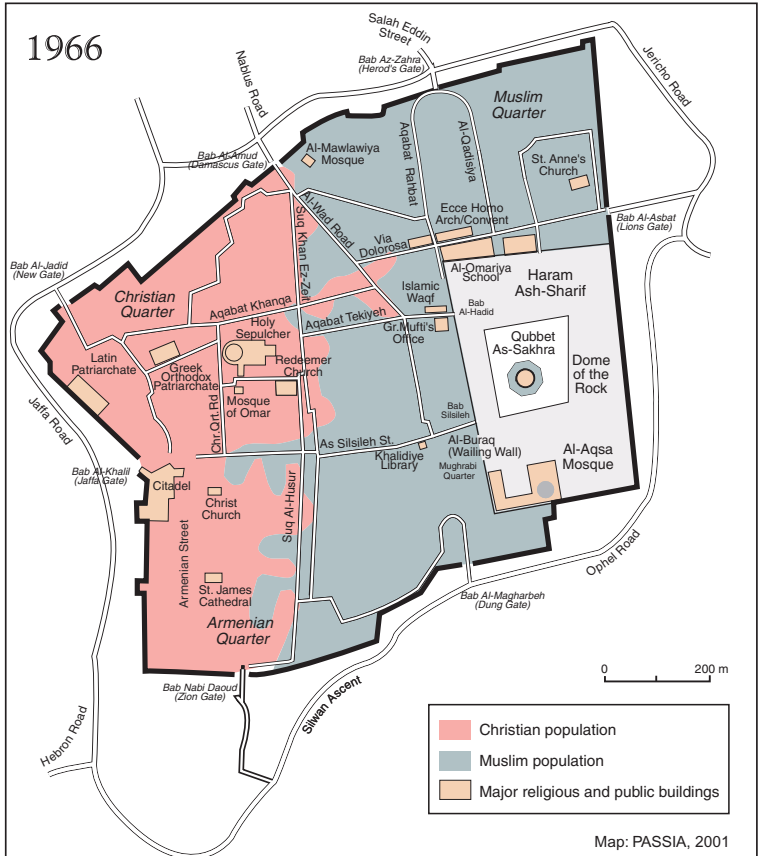 1966
Salah Eddin
Street
Bab Az-Zahra
(Herod's Gate)
Nablus Road
Jericho Road
Muslim
Quarter
Bab Al-Amud
(Damascus Gate)
Al-Mawlawiya
Mosque
Aqabat Rahbat
Al-Qadisiya
St. Anne's
Church
Al-Wad Road
Suq Khan Ez-Zeit
Ecce Homo
Arch/Convent
Via
Dolorosa
Bab Al-Asbat
(Lions Gate)
Bab Al-Jadid
(New Gate)
Al-Omariya
School
Haram
Ash-Sharif
Christian
Quarter
Islamic
Waqf
Bab
Al-Hadid
Aqabat Khanqa
Aqabat Tekiyeh
Gr.Mufti's
Office
Holy
Sepulcher
Qubbet
As-Sakhra
Dome
of the
Rock
Latin
Patriarchate
Greek
Orthodox
Patriarchate
Redeemer
Church
Mosque
of Omar
Jaffa Road
Chr.Qrt.Rd
Bab
Silsileh
As Silsileh St.
Al-Buraq
(Wailing Wall)
Khalidiye
Library
Mughrabi
Quarter
Al-Aqsa
Mosque
Bab Al-Khalil
(Jaffa Gate)
Citadel
Christ
Church
Suq Al-Husur
Armenian Street
Ophel Road
St. James
Cathedral
Bab Al-Magharbeh
(Dung Gate)
Armenian
Quarter
Bab Nabi Daoud
(Zion Gate)
Silwan Ascent
Hebron Road
0 200 m
Christian population
Muslim population
Major religious and public buildings
Map: PASSIA, 2001